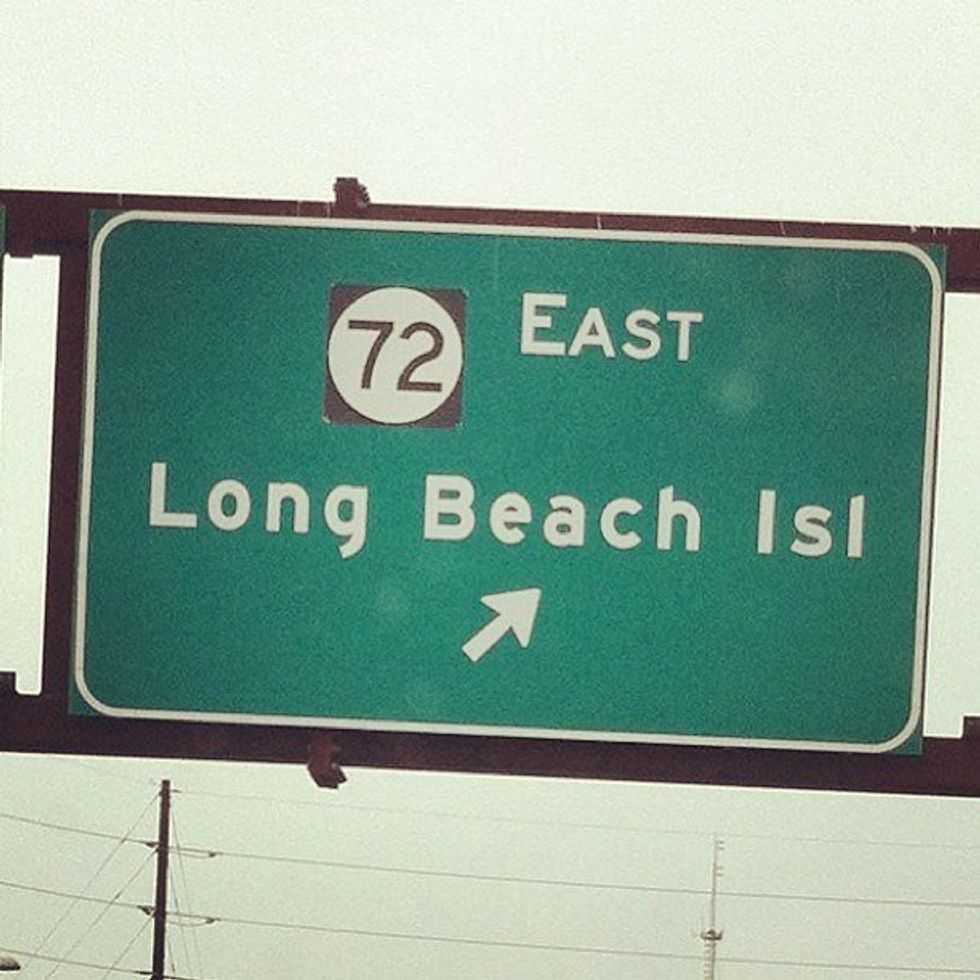 72 EAST
Long Beach Isl